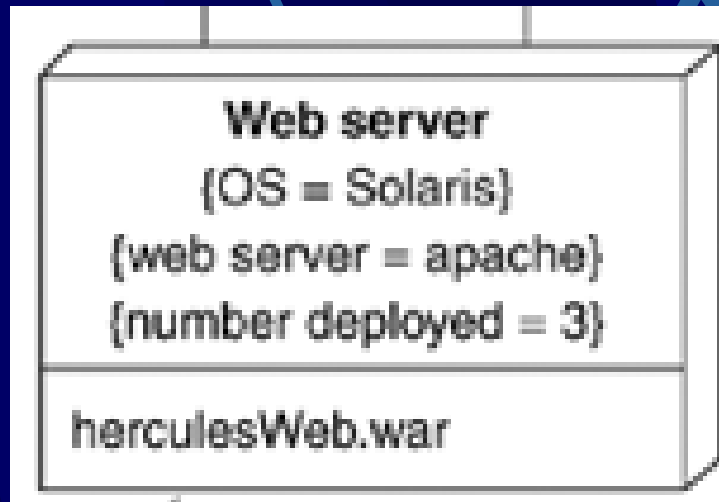 Web server
{OS = Solaris}
{web server = apache}
{number deployed = 3}
herculesWeb.war